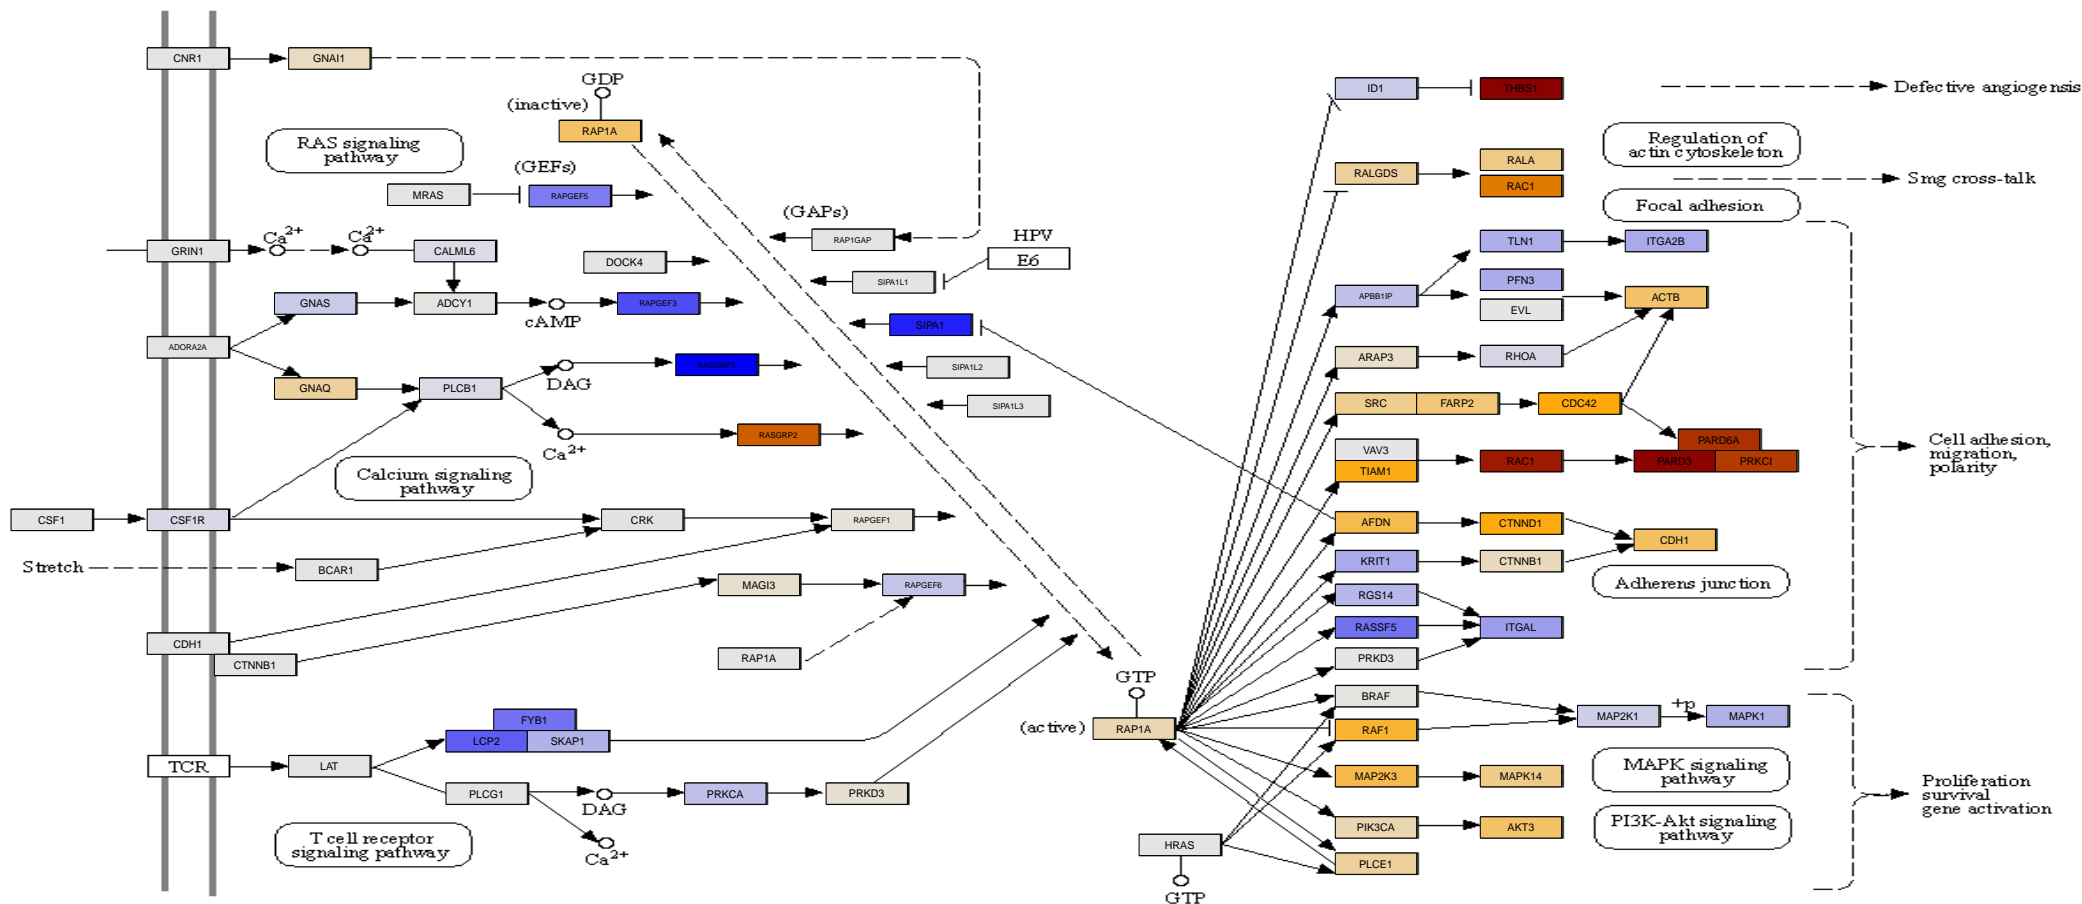 CNR1
GNAI1
GDP
(inactive)
RAP1A
RAS signaling
pathway
(GEFs)
MRAS
RAPGEF5
(GAPs)
RAP1GAP
HPV
E6
GRIN1
Ca2+
Ca2+
CALML6
DOCK4
SIPA1L1
GNAS
ADCY1
cAMP
RAPGEF3
SIPA1
ADORA2A
DAG
RASGRP3
SIPA1L2
GNAQ
PLCB1
SIPA1L3
Ca2+
RASGRP2
Calcium signaling
pathway
CSF1
CSF1R
CRK
RAPGEF1
Stretch
BCAR1
MAGI3
RAPGEF6
CDH1
CTNNB1
RAP1A
FYB1
LCP2
SKAP1
TCR
LAT
PLCG1
DAG
PRKCA
PRKD3
T cell receptor
signaling pathway
Ca2+
GTP
(active)
RAP1A
HRAS
GTP
ID1
THBS1
Defective angiogensis
Regulation of
actin cytoskeleton
RALGDS
RALA
RAC1
Smg cross-talk
Focal adhesion
TLN1
ITGA2B
APBB1IP
PFN3
EVL
ACTB
ARAP3
RHOA
SRC
FARP2
CDC42
VAV3
TIAM1
RAC1
PARD6A
PARD3
PRKCI
Cell adhesion,
migration,
polarity
AFDN
CTNND1
CDH1
KRIT1
CTNNB1
Adherens junction
RGS14
RASSF5
ITGAL
PRKD3
BRAF
RAF1
MAP2K1
+p
MAPK1
MAP2K3
MAPK14
MAPK signaling
pathway
Proliferation
survival
gene activation
PIK3CA
AKT3
PI3K-Akt signaling
pathway
PLCE1